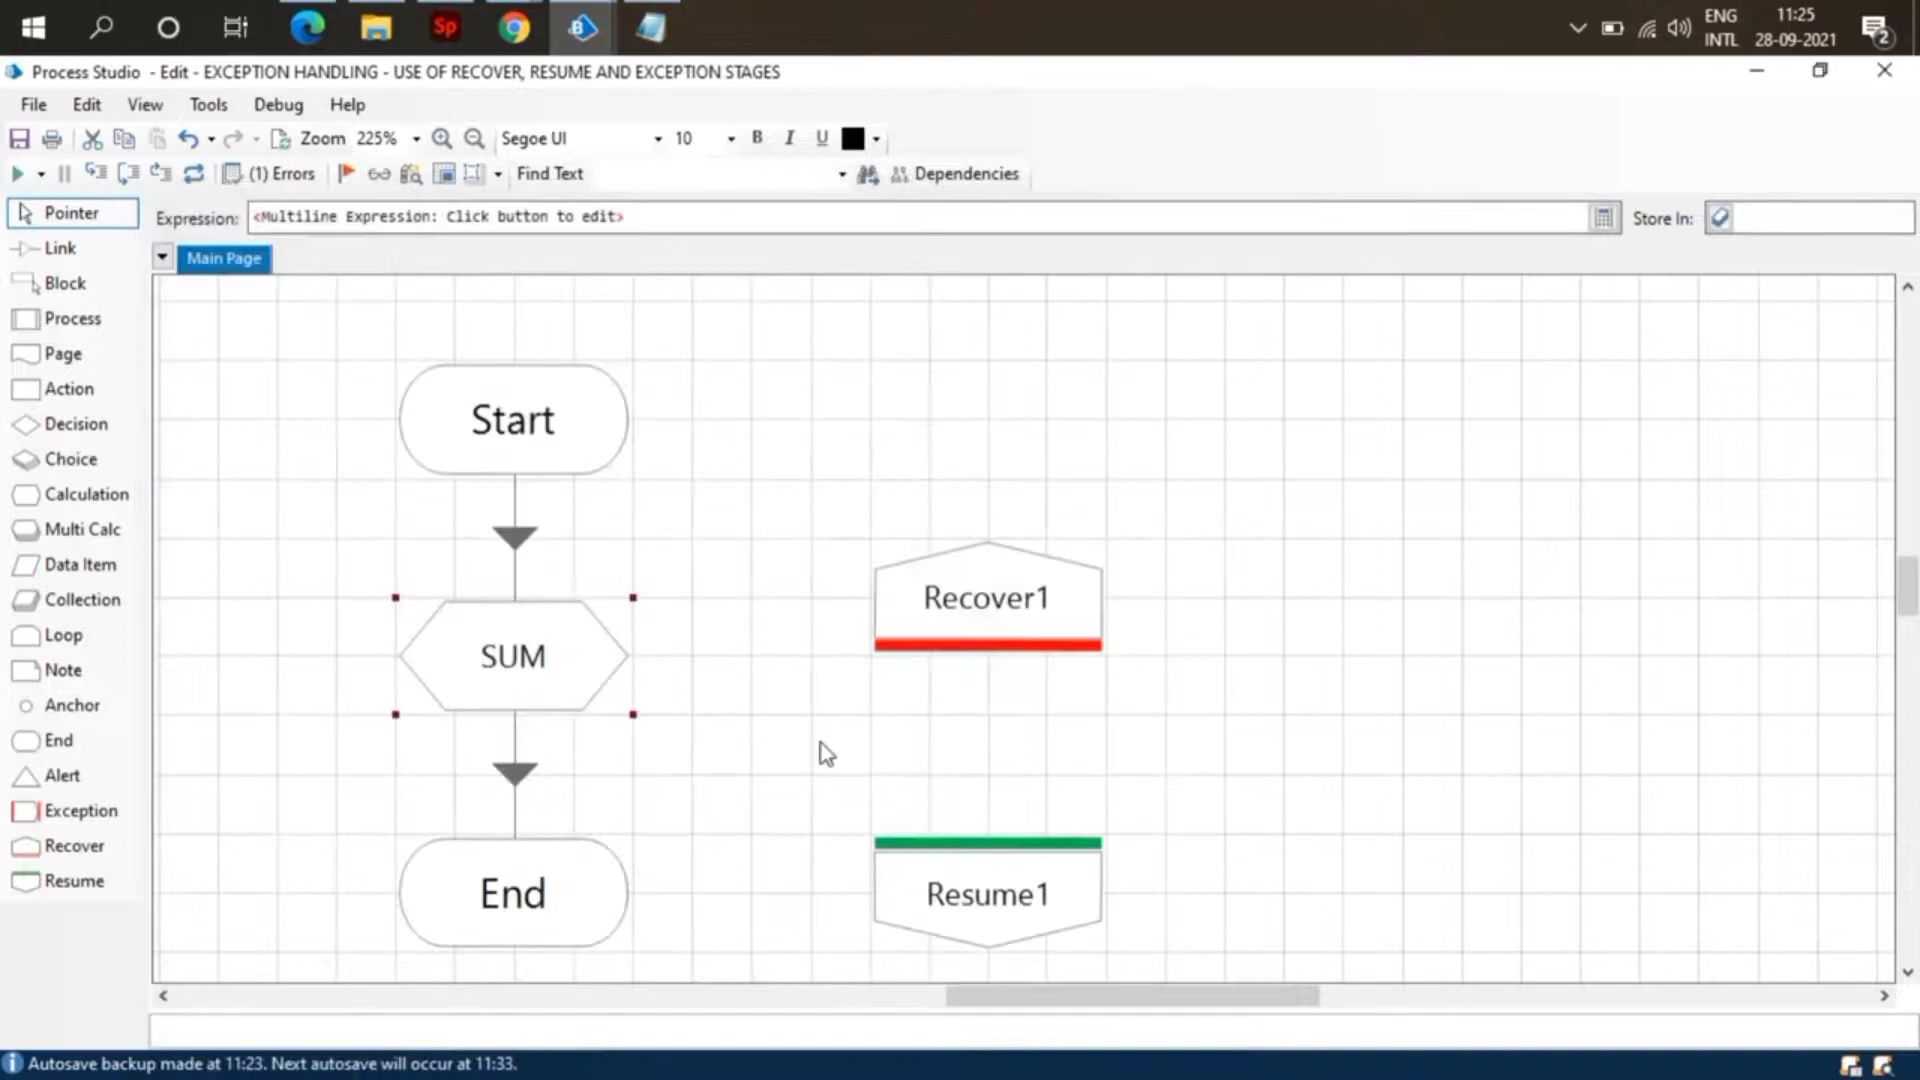 Sp
B
ENG
INTL
11:25
28-09-2021
2
Process Studio - Edit - EXCEPTION HANDLING - USE OF RECOVER, RESUME AND EXCEPTION STAGES
File Edit View Tools Debug Help
Zoom 225% Segoe UI 10 B I U
(1) Errors Find Text Dependencies
Pointer
Expression: <Multiline Expression: Click button to edit> Store In:
Link
Main Page
Block
Process
Page
Action
Decision
Choice
Calculation
Multi Calc
Data Item
Collection
Loop
Note
Anchor
End
Alert
Exception
Recover
Resume
Start
Recover1
SUM
End
Resume1
Autosave backup made at 11:23. Next autosave will occur at 11:33.